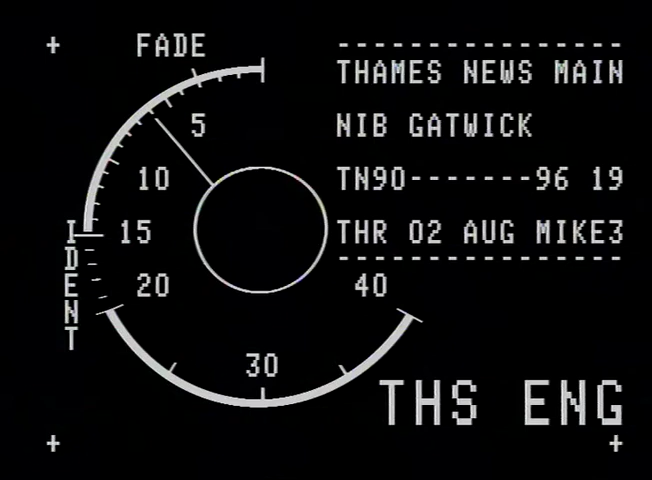 FADE
THAMES NEWS MAIN
NIB GATWICK
TN90-------96 19
THR 02 AUG MIKE3
5
10
15
20
30
40
IDENT
THS ENG